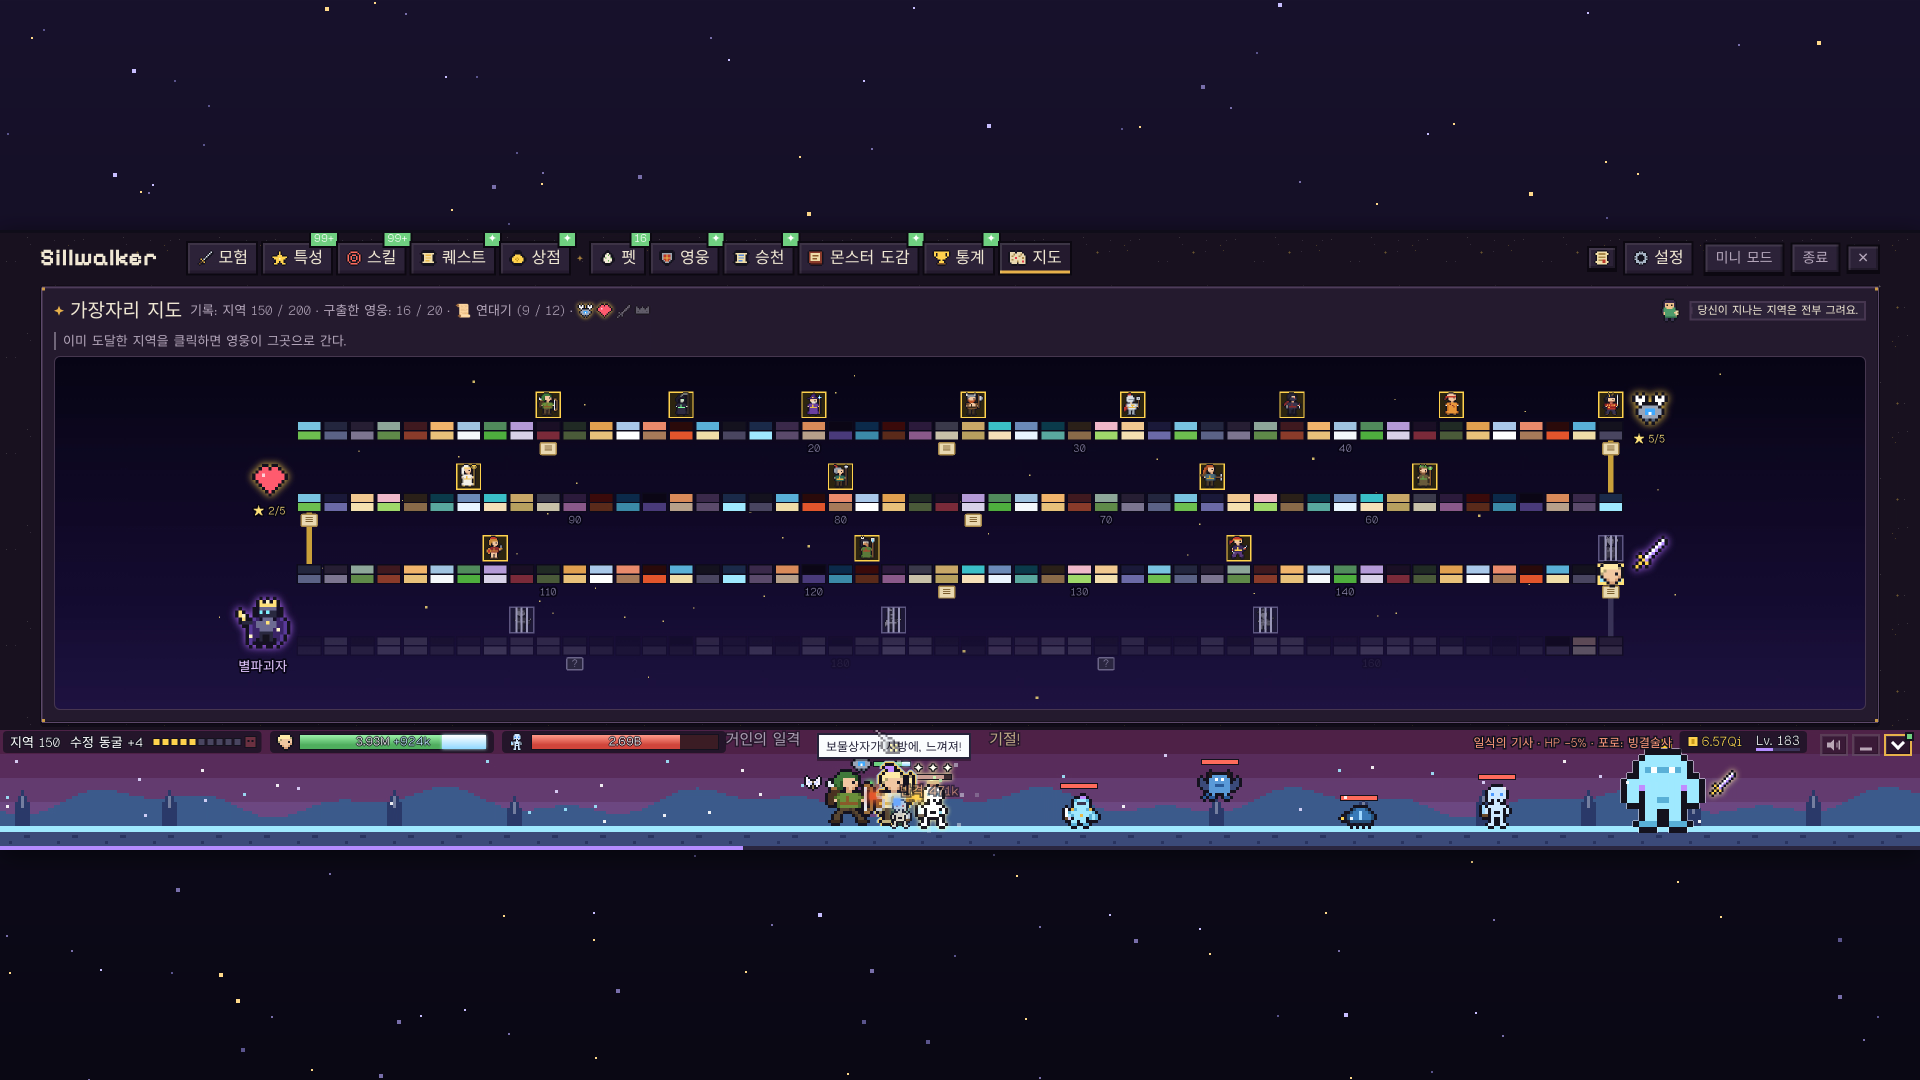 Sillwalker
모험
99+
특성
99+
스킬
퀘스트
상점
16
펫
영웅
승천
몬스터 도감
통계
지도
설정
미니 모드
종료
✕
가장자리 지도
기록: 지역 150 / 200 · 구출한 영웅: 16 / 20 · 연대기 (9 / 12) ·
당신이 지나는 지역은 전부 그려요.
이미 도달한 지역을 클릭하면 영웅이 그곳으로 간다.
★ 5/5
20
30
40
★ 2/5
90
80
70
60
110
120
130
140
별파괴자
?
180
?
160
지역 150
수정 동굴 +4
3.98M +924k
2.69B
거인의 일격
기절!
일식의 기사 · HP -5% · 포로: 빙결술사
6.57Qi
Lv. 183